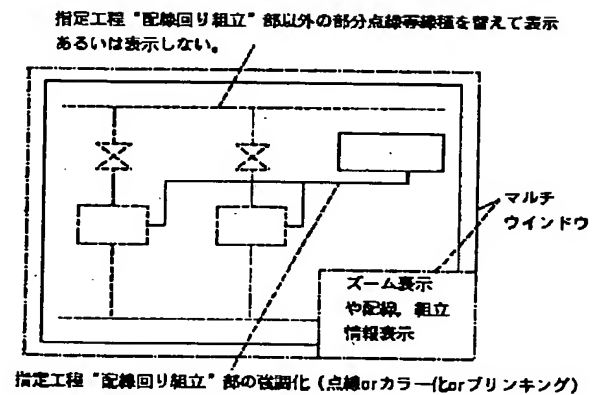 指定工程“配線回り組立”部以外の部分点線等線種を替えて表示
あるいは表示しない。
マルチ
ウインドウ
ズーム表示
や配線，組立
情報表示
指定工程“配線回り組立”部の強調化（点線orカラー化orブリンキング）